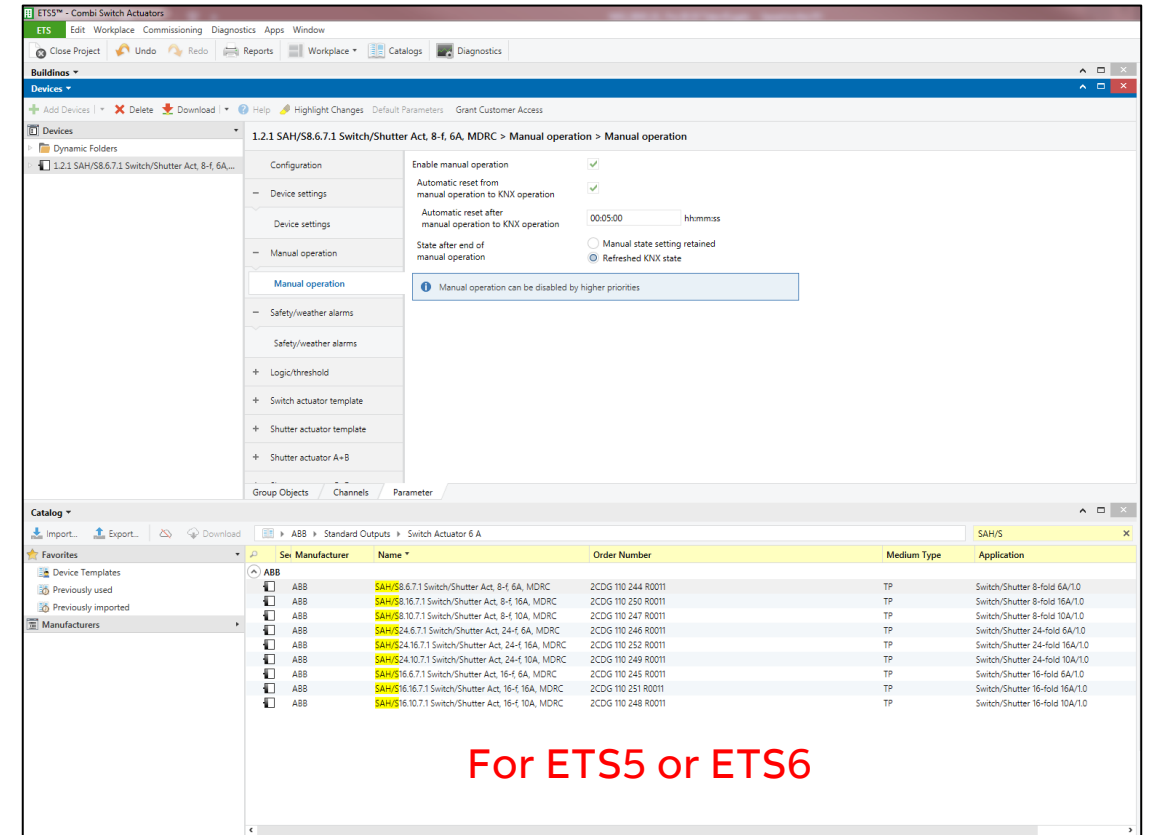 ETS5™ - Combi Switch Actuators
ETS Edit Workplace Commissioning Diagnostics Apps Window
Close Project Undo Redo Reports Workplace Catalogs Diagnostics
Buildings
Devices
Add Devices Delete Download Help Highlight Changes Default Parameters Grant Customer Access
Devices
Dynamic Folders
1.2.1 SAH/S8.6.7.1 Switch/Shutter Act, 8-f, 6A,...
1.2.1 SAH/S8.6.7.1 Switch/Shutter Act, 8-f, 6A, MDRC > Manual operation > Manual operation
Configuration
Device settings
Device settings
Manual operation
Manual operation
Safety/weather alarms
Safety/weather alarms
Logic/threshold
Switch actuator template
Shutter actuator template
Shutter actuator A+B
Enable manual operation
Automatic reset from
manual operation to KNX operation
Automatic reset after
manual operation to KNX operation
00:05:00 hh:mm:ss
State after end of
manual operation
Manual state setting retained
Refreshed KNX state
Manual operation can be disabled by higher priorities
Group Objects Channels Parameter
Catalog
Import... Export... Download ABB Standard Outputs Switch Actuator 6 A SAH/S
Favorites
Device Templates
Previously used
Previously imported
Manufacturers
Se Manufacturer Name Order Number Medium Type Application
ABB
ABB SAH/S8.6.7.1 Switch/Shutter Act, 8-f, 6A, MDRC 2CDG 110 244 R0011 TP Switch/Shutter 8-fold 6A/1.0
ABB SAH/S8.16.7.1 Switch/Shutter Act, 8-f, 16A, MDRC 2CDG 110 250 R0011 TP Switch/Shutter 8-fold 16A/1.0
ABB SAH/S8.10.7.1 Switch/Shutter Act, 8-f, 10A, MDRC 2CDG 110 247 R0011 TP Switch/Shutter 8-fold 10A/1.0
ABB SAH/S24.6.7.1 Switch/Shutter Act, 24-f, 6A, MDRC 2CDG 110 246 R0011 TP Switch/Shutter 24-fold 6A/1.0
ABB SAH/S24.16.7.1 Switch/Shutter Act, 24-f, 16A, MDRC 2CDG 110 252 R0011 TP Switch/Shutter 24-fold 16A/1.0
ABB SAH/S24.10.7.1 Switch/Shutter Act, 24-f, 10A, MDRC 2CDG 110 249 R0011 TP Switch/Shutter 24-fold 10A/1.0
ABB SAH/S16.6.7.1 Switch/Shutter Act, 16-f, 6A, MDRC 2CDG 110 245 R0011 TP Switch/Shutter 16-fold 6A/1.0
ABB SAH/S16.16.7.1 Switch/Shutter Act, 16-f, 16A, MDRC 2CDG 110 251 R0011 TP Switch/Shutter 16-fold 16A/1.0
ABB SAH/S16.10.7.1 Switch/Shutter Act, 16-f, 10A, MDRC 2CDG 110 248 R0011 TP Switch/Shutter 16-fold 10A/1.0
For ETS5 or ETS6